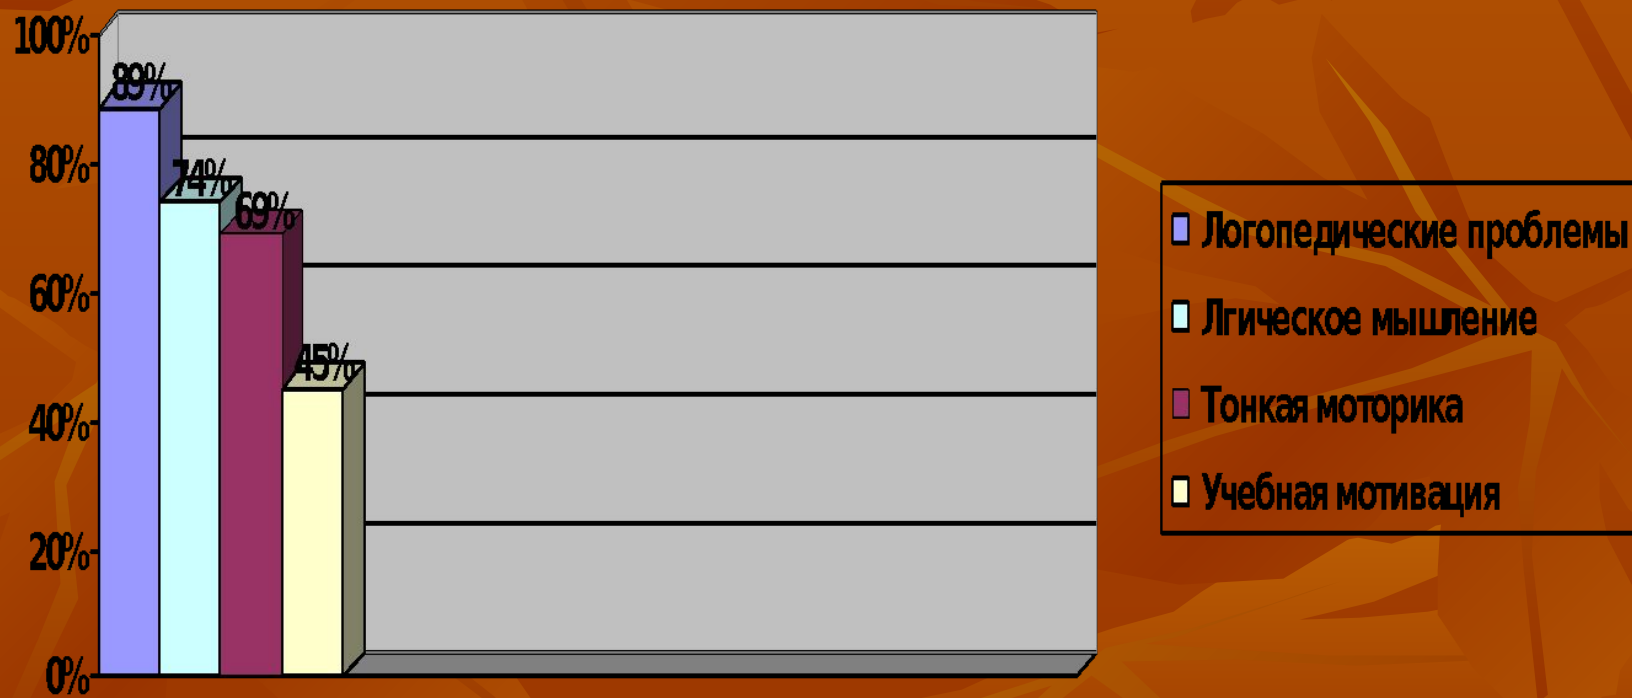 100%
80%
60%
40%
20%
0%
89%
74%
69%
45%
Логопедические проблемы
Лгическое мышление
Тонкая моторика
Учебная мотивация